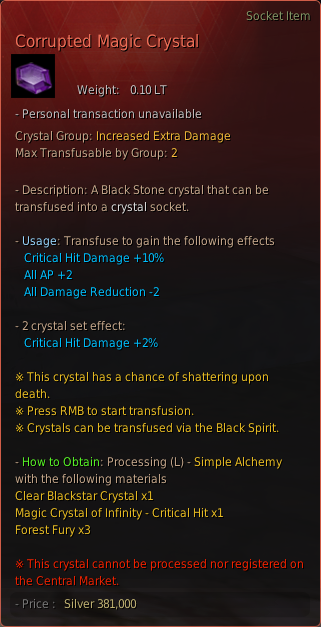 Socket Item
Corrupted Magic Crystal
Weight: 0.10 LT
- Personal transaction unavailable
Crystal Group: Increased Extra Damage
Max Transfusable by Group: 2
- Description: A Black Stone crystal that can be
transfused into a crystal socket.
- Usage: Transfuse to gain the following effects
Critical Hit Damage +10%
All AP +2
All Damage Reduction -2
- 2 crystal set effect:
Critical Hit Damage +2%
※ This crystal has a chance of shattering upon
death.
※ Press RMB to start transfusion.
※ Crystals can be transfused via the Black Spirit.
- How to Obtain: Processing (L) - Simple Alchemy
with the following materials
Clear Blackstar Crystal x1
Magic Crystal of Infinity - Critical Hit x1
Forest Fury x3
※ This crystal cannot be processed nor registered on
the Central Market.
- Price : Silver 381,000